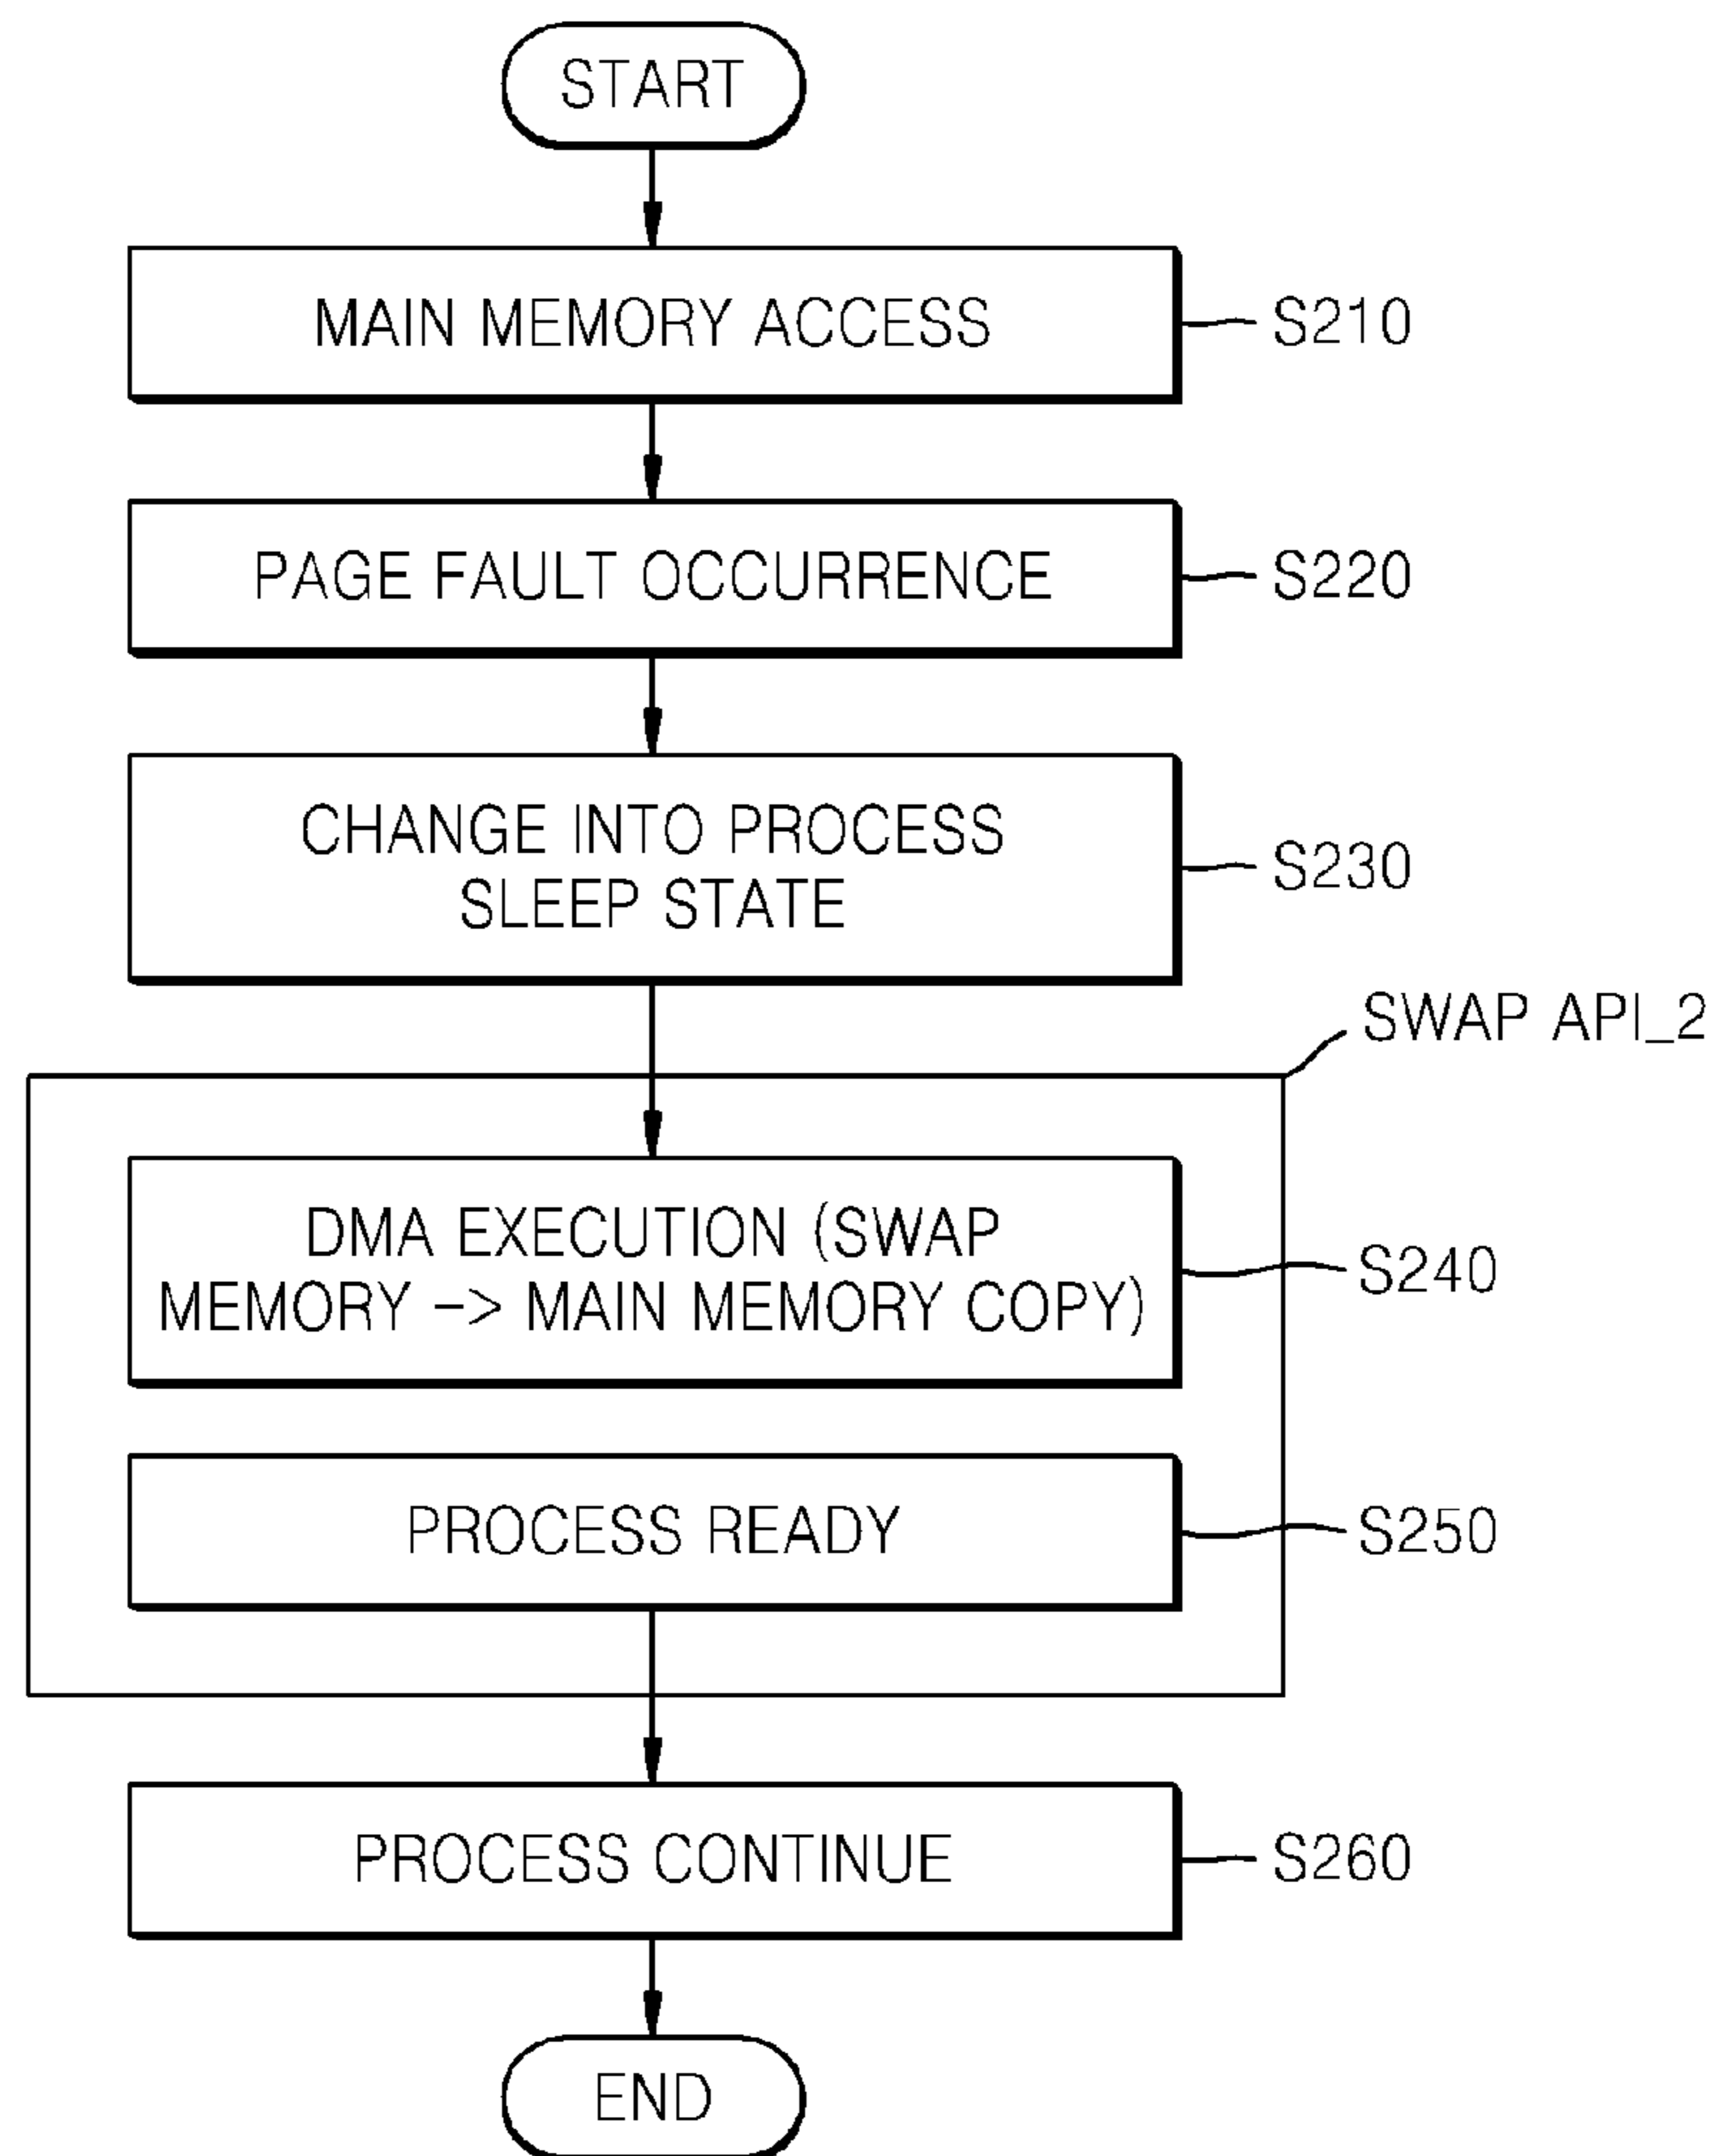 START
MAIN MEMORY ACCESS
S210
PAGE FAULT OCCURRENCE
S220
CHANGE INTO PROCESS
SLEEP STATE
S230
SWAP API_2
DMA EXECUTION (SWAP
MEMORY -> MAIN MEMORY COPY)
S240
PROCESS READY
S250
PROCESS CONTINUE
S260
END